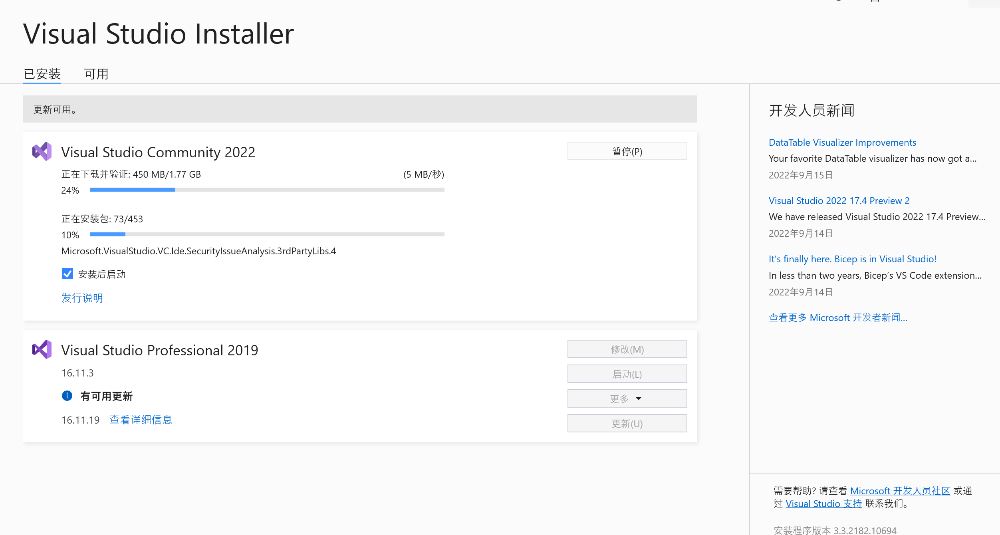 Visual Studio Installer
已安装 可用
更新可用。
Visual Studio Community 2022
暂停(P)
正在下载并验证: 450 MB/1.77 GB (5 MB/秒)
24%
正在安装包: 73/453
10%
Microsoft.VisualStudio.VC.Ide.SecurityIssueAnalysis.3rdPartyLibs.4
安装后启动
发行说明
Visual Studio Professional 2019
16.11.3
有可用更新
16.11.19 查看详细信息
修改(M)
启动(L)
更多
更新(U)
开发人员新闻
DataTable Visualizer Improvements
Your favorite DataTable visualizer has now got a...
2022年9月15日
Visual Studio 2022 17.4 Preview 2
We have released Visual Studio 2022 17.4 Preview...
2022年9月14日
It’s finally here. Bicep is in Visual Studio!
In less than two years, Bicep’s VS Code extension...
2022年9月14日
查看更多 Microsoft 开发者新闻...
需要帮助? 请查看 Microsoft 开发人员社区 或通
过 Visual Studio 支持 联系我们。
安装程序版本 3.3.2182.10694